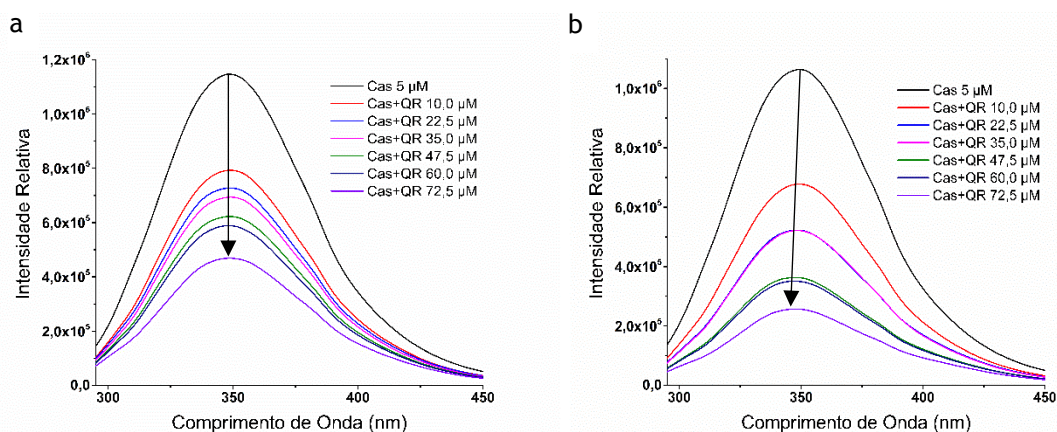 a
Intensidade Relativa
1,2x10⁶
1,0x10⁶
8,0x10⁵
6,0x10⁵
4,0x10⁵
2,0x10⁵
0,0
300
350
400
450
Comprimento de Onda (nm)
Cas 5 µM
Cas+QR 10,0 µM
Cas+QR 22,5 µM
Cas+QR 35,0 µM
Cas+QR 47,5 µM
Cas+QR 60,0 µM
Cas+QR 72,5 µM
b
Intensidade Relativa
1,0x10⁶
8,0x10⁵
6,0x10⁵
4,0x10⁵
2,0x10⁵
0,0
300
350
400
450
Comprimento de Onda (nm)
Cas 5 µM
Cas+QR 10,0 µM
Cas+QR 22,5 µM
Cas+QR 35,0 µM
Cas+QR 47,5 µM
Cas+QR 60,0 µM
Cas+QR 72,5 µM